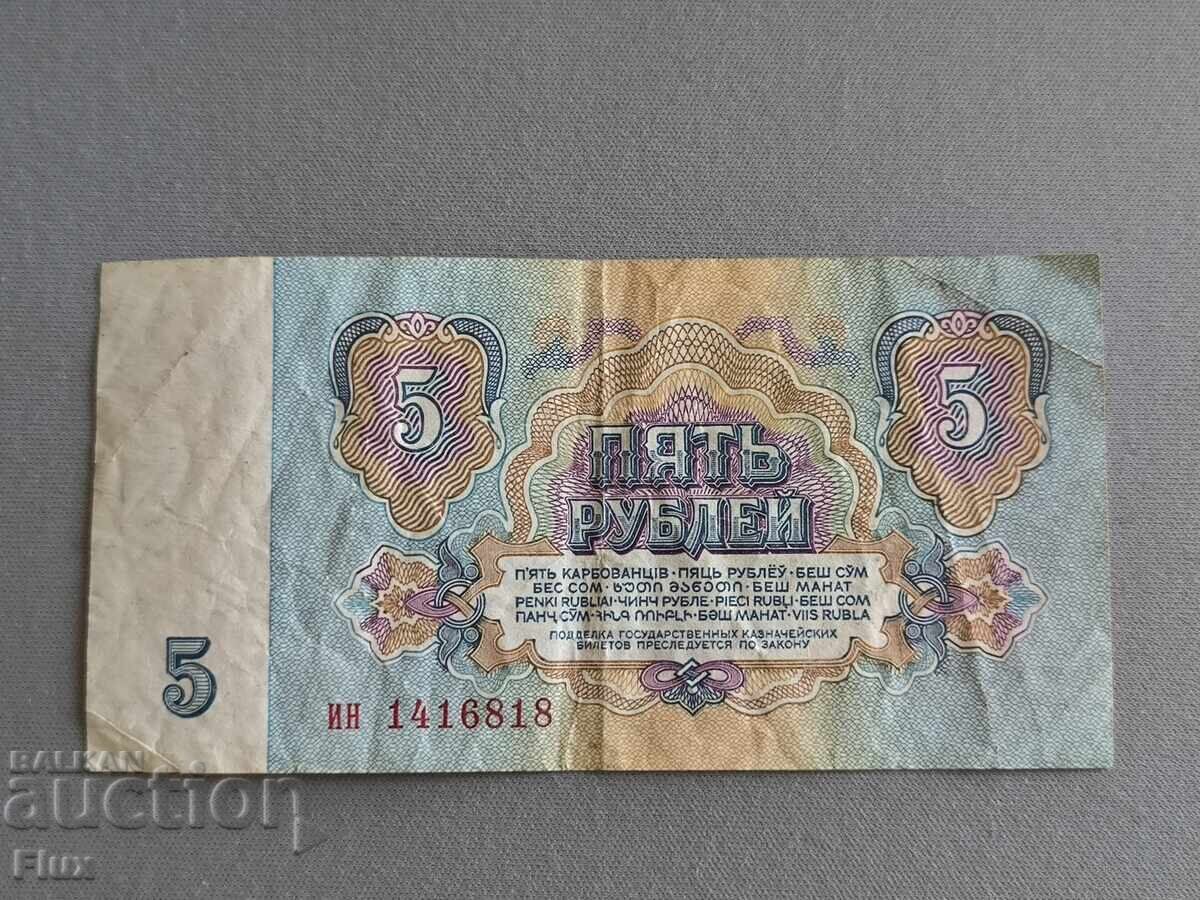 5 5
ПЯТЬ
РУБЛЕЙ
П'ЯТЬ КАРБОВАНЦІВ · ПЯЦЬ РУБЛЁЎ · БЕШ СЎМ
БЕС СОМ · ᲮᲣᲗᲘ ᲛᲐᲜᲔᲗᲘ · БЕШ МАНАТ
PENKI RUBLIAI · ЧИНЧ РУБЛЕ · PIECI RUBĻI · БЕШ СОМ
ПАНҶ СӮМ · ՀԻՆԳ ՌՈՒԲԼԻ · БӘШ МАНАТ · VIIS RUBLA
ПОДДЕЛКА ГОСУДАРСТВЕННЫХ КАЗНАЧЕЙСКИХ
БИЛЕТОВ ПРЕСЛЕДУЕТСЯ ПО ЗАКОНУ
5
ИН 1416818
BALKAN
auction
Flux